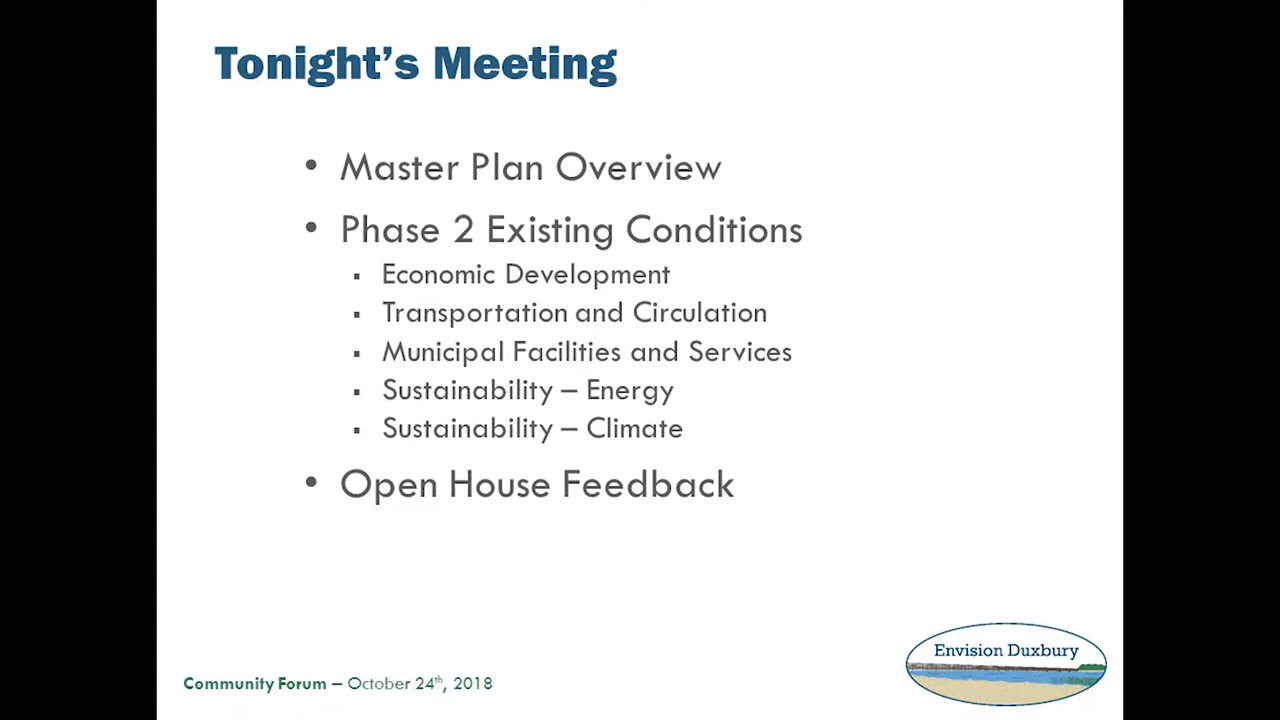 Tonight's Meeting
• Master Plan Overview
• Phase 2 Existing Conditions
▪ Economic Development
▪ Transportation and Circulation
▪ Municipal Facilities and Services
▪ Sustainability – Energy
▪ Sustainability – Climate
• Open House Feedback
Envision Duxbury
Community Forum – October 24th, 2018